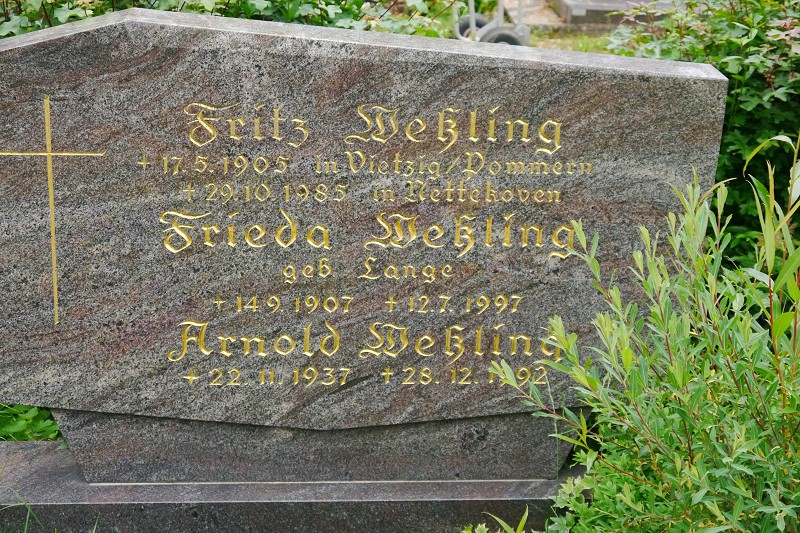 Fritz Weßling
+ 17.5.1905 in Vietzig/Pommern
+ 29.10.1985 in Nettekoven
Frieda Weßling
geb Lange
+ 14.9.1907 + 12.7.1997
Arnold Weßling
+ 22.11.1937 + 28.12.1992